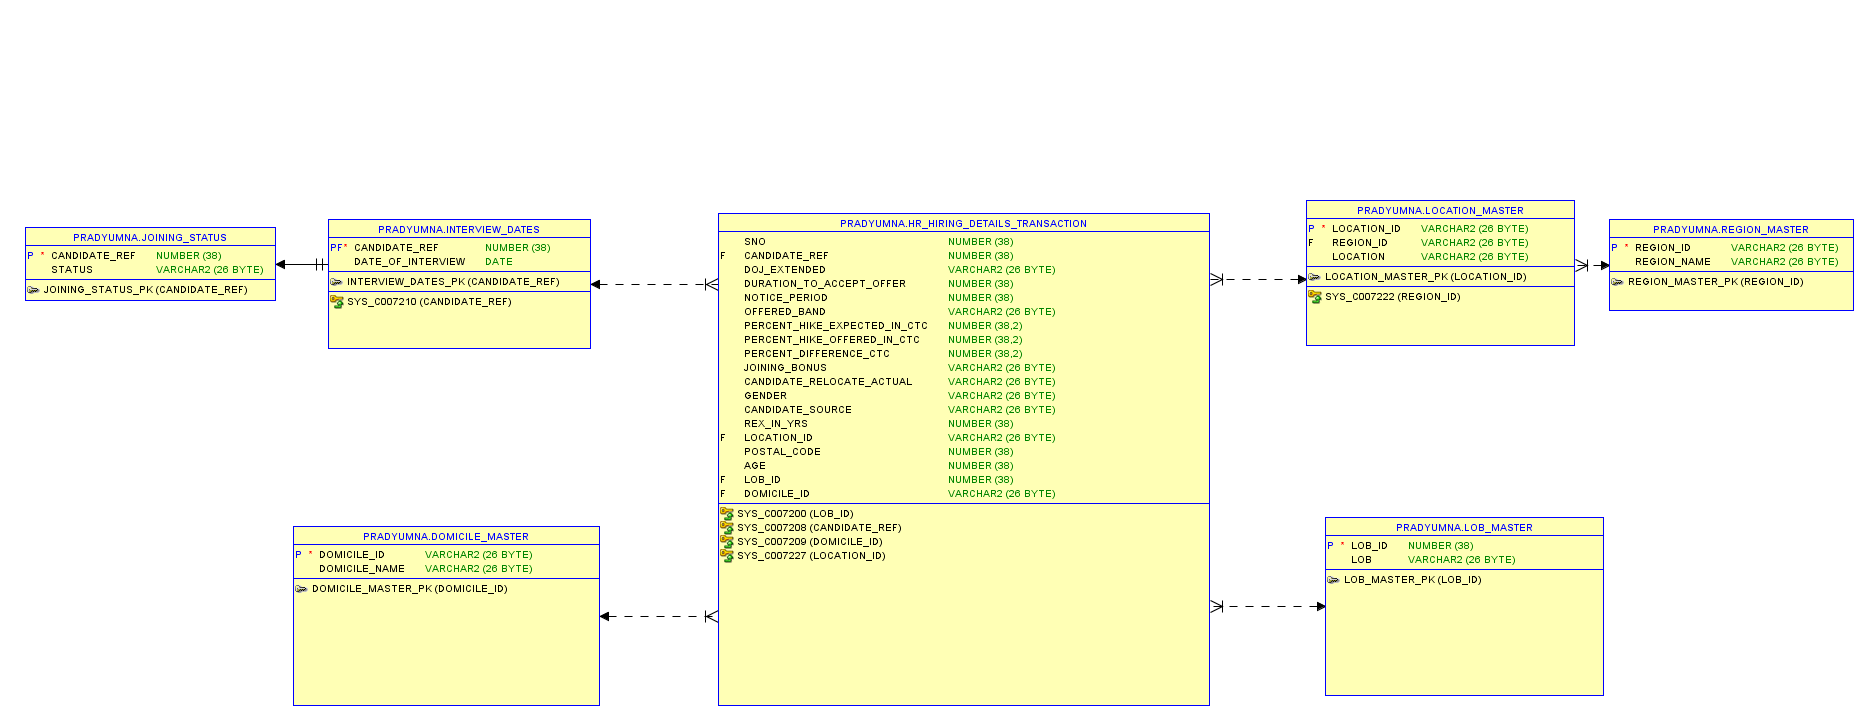 PRADYUMNA.JOINING_STATUS
P * CANDIDATE_REF NUMBER (38)
STATUS VARCHAR2 (26 BYTE)
JOINING_STATUS_PK (CANDIDATE_REF)
PRADYUMNA.INTERVIEW_DATES
PF* CANDIDATE_REF NUMBER (38)
DATE_OF_INTERVIEW DATE
INTERVIEW_DATES_PK (CANDIDATE_REF)
SYS_C007210 (CANDIDATE_REF)
PRADYUMNA.HR_HIRING_DETAILS_TRANSACTION
SNO NUMBER (38)
F CANDIDATE_REF NUMBER (38)
DOJ_EXTENDED VARCHAR2 (26 BYTE)
DURATION_TO_ACCEPT_OFFER NUMBER (38)
NOTICE_PERIOD NUMBER (38)
OFFERED_BAND VARCHAR2 (26 BYTE)
PERCENT_HIKE_EXPECTED_IN_CTC NUMBER (38,2)
PERCENT_HIKE_OFFERED_IN_CTC NUMBER (38,2)
PERCENT_DIFFERENCE_CTC NUMBER (38,2)
JOINING_BONUS VARCHAR2 (26 BYTE)
CANDIDATE_RELOCATE_ACTUAL VARCHAR2 (26 BYTE)
GENDER VARCHAR2 (26 BYTE)
CANDIDATE_SOURCE VARCHAR2 (26 BYTE)
REX_IN_YRS NUMBER (38)
F LOCATION_ID VARCHAR2 (26 BYTE)
POSTAL_CODE NUMBER (38)
AGE NUMBER (38)
F LOB_ID NUMBER (38)
F DOMICILE_ID VARCHAR2 (26 BYTE)
SYS_C007200 (LOB_ID)
SYS_C007208 (CANDIDATE_REF)
SYS_C007209 (DOMICILE_ID)
SYS_C007227 (LOCATION_ID)
PRADYUMNA.LOCATION_MASTER
P * LOCATION_ID VARCHAR2 (26 BYTE)
F REGION_ID VARCHAR2 (26 BYTE)
LOCATION VARCHAR2 (26 BYTE)
LOCATION_MASTER_PK (LOCATION_ID)
SYS_C007222 (REGION_ID)
PRADYUMNA.REGION_MASTER
P * REGION_ID VARCHAR2 (26 BYTE)
REGION_NAME VARCHAR2 (26 BYTE)
REGION_MASTER_PK (REGION_ID)
PRADYUMNA.DOMICILE_MASTER
P * DOMICILE_ID VARCHAR2 (26 BYTE)
DOMICILE_NAME VARCHAR2 (26 BYTE)
DOMICILE_MASTER_PK (DOMICILE_ID)
PRADYUMNA.LOB_MASTER
P * LOB_ID NUMBER (38)
LOB VARCHAR2 (26 BYTE)
LOB_MASTER_PK (LOB_ID)